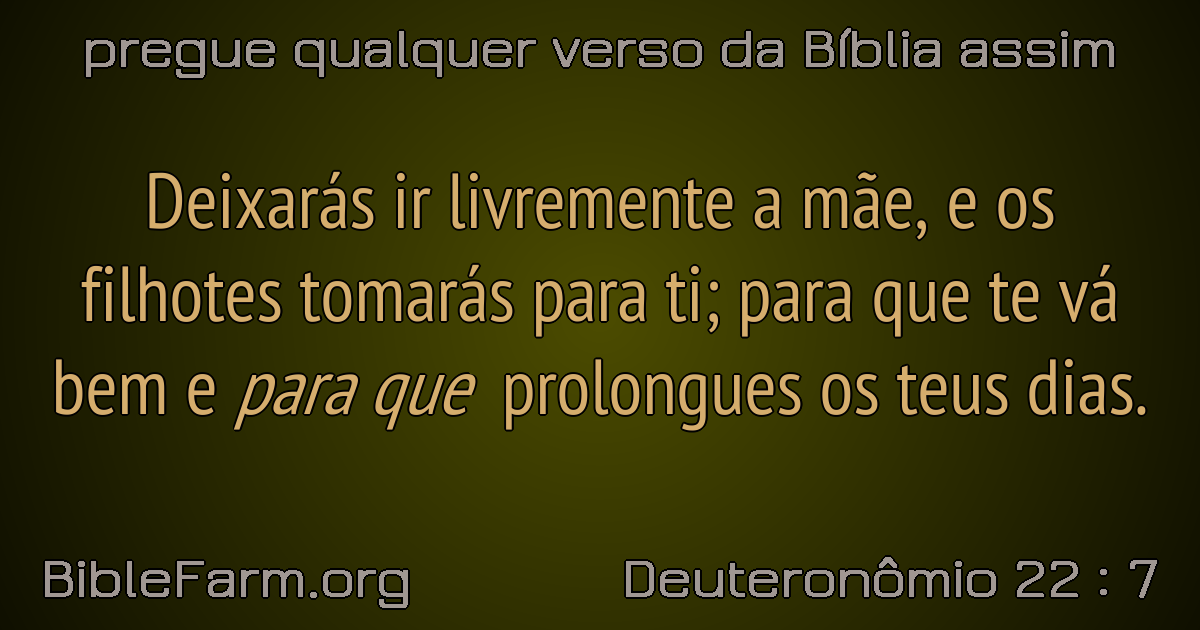 pregue qualquer verso da Bíblia assim
Deixarás ir livremente a mãe, e os
filhotes tomarás para ti; para que te vá
bem e para que prolongues os teus dias.
BibleFarm.org
Deuteronômio 22 : 7